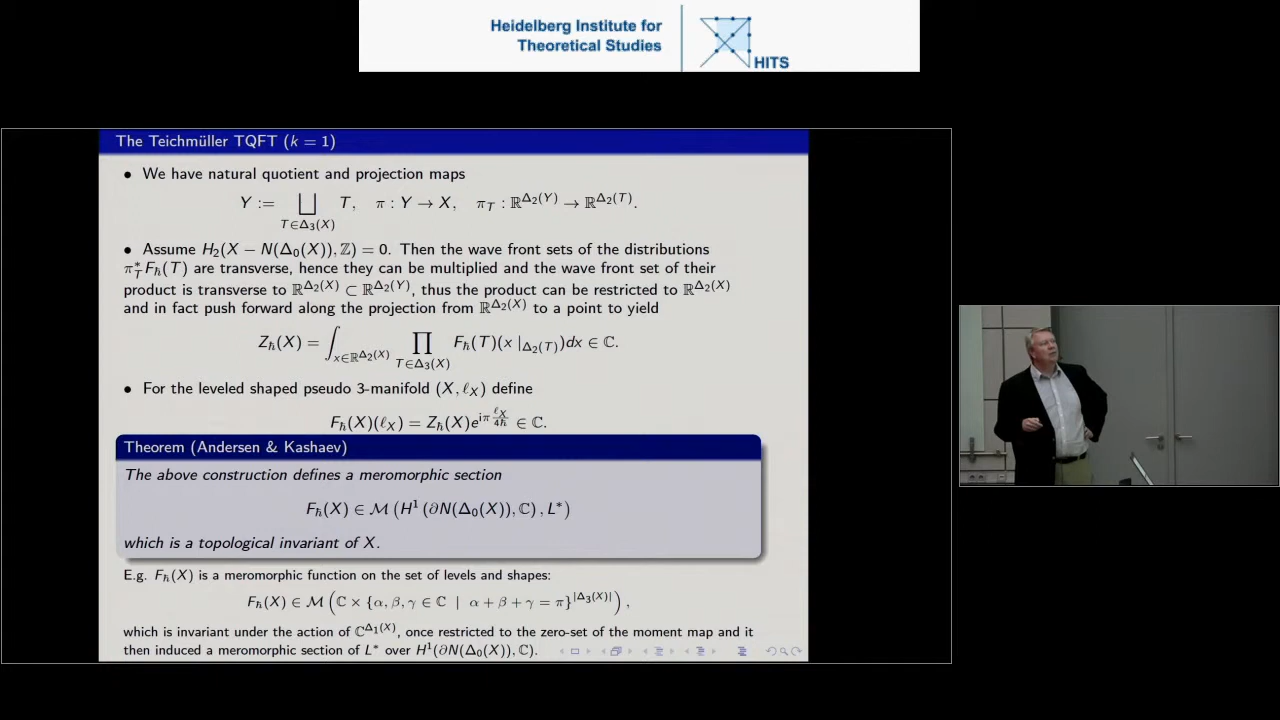 Heidelberg Institute for
Theoretical Studies
HITS
The Teichmüller TQFT (k = 1)
• We have natural quotient and projection maps
Y := ⨆_{T∈Δ₃(X)} T, π : Y → X, π_T : ℝ^{Δ₂(Y)} → ℝ^{Δ₂(T)}.
• Assume H₂(X − N(Δ₀(X)), ℤ) = 0. Then the wave front sets of the distributions
π_T^* F_ħ(T) are transverse, hence they can be multiplied and the wave front set of their
product is transverse to ℝ^{Δ₂(X)} ⊂ ℝ^{Δ₂(Y)}, thus the product can be restricted to ℝ^{Δ₂(X)}
and in fact push forward along the projection from ℝ^{Δ₂(X)} to a point to yield
Z_ħ(X) = ∫_{x∈ℝ^{Δ₂(X)}} ∏_{T∈Δ₃(X)} F_ħ(T)(x |_{Δ₂(T)})dx ∈ ℂ.
• For the leveled shaped pseudo 3-manifold (X, ℓ_X) define
F_ħ(X)(ℓ_X) = Z_ħ(X)e^{iπ ℓ_X/4ħ} ∈ ℂ.
Theorem (Andersen & Kashaev)
The above construction defines a meromorphic section
F_ħ(X) ∈ ℳ (H¹ (∂N(Δ₀(X)), ℂ) , L*)
which is a topological invariant of X.
E.g. F_ħ(X) is a meromorphic function on the set of levels and shapes:
F_ħ(X) ∈ ℳ (ℂ × {α, β, γ ∈ ℂ | α + β + γ = π}^{|Δ₃(X)|}) ,
which is invariant under the action of ℂ^{Δ₁(X)}, once restricted to the zero-set of the moment map and it
then induced a meromorphic section of L* over H¹(∂N(Δ₀(X)), ℂ).